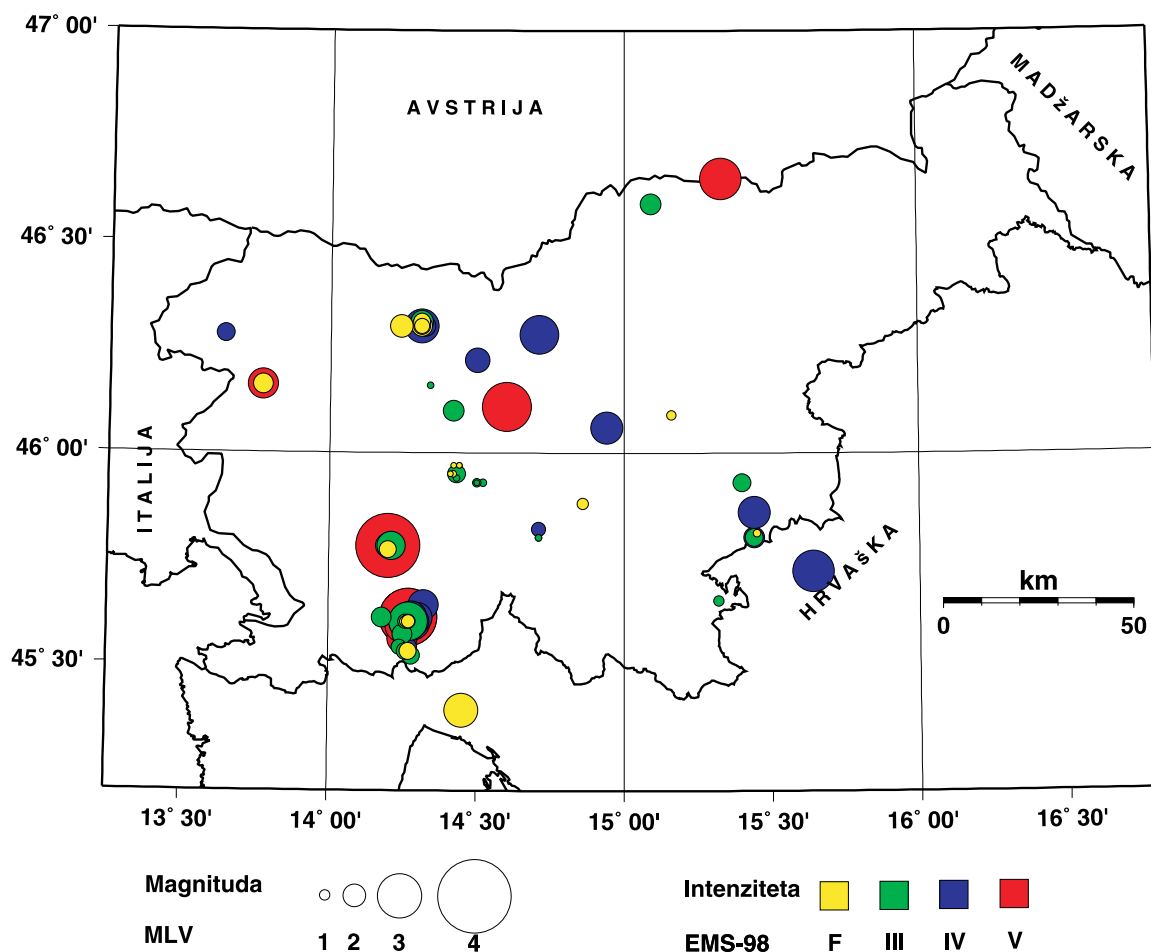 47° 00'
AVSTRIJA
MADžARSKA
46° 30'
46° 00'
ITALIJA
HRVAšKA
km
0 50
45° 30'
13° 30' 14° 00' 14° 30' 15° 00' 15° 30' 16° 00' 16° 30'
Magnituda
Intenziteta
MLV 1 2 3 4
EMS-98 F III IV V